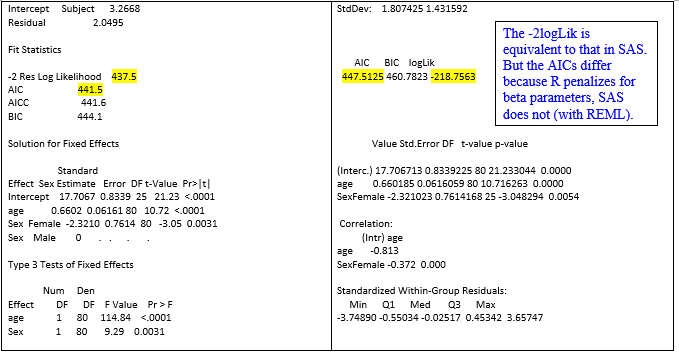 Intercept Subject 3.2668
Residual 2.0495
Fit Statistics
-2 Res Log Likelihood 437.5
AIC 441.5
AICC 441.6
BIC 444.1
Solution for Fixed Effects
Standard
Effect Sex Estimate Error DF t-Value Pr>|t|
Intercept 17.7067 0.8339 25 21.23 <.0001
age 0.6602 0.06161 80 10.72 <.0001
Sex Female -2.3210 0.7614 80 -3.05 0.0031
Sex Male 0 . . . .
Type 3 Tests of Fixed Effects
Num Den
Effect DF DF F Value Pr > F
age 1 80 114.84 <.0001
Sex 1 80 9.29 0.0031
StdDev: 1.807425 1.431592
AIC BIC logLik
447.5125 460.7823 -218.7563
The -2logLik is
equivalent to that in SAS.
But the AICs differ
because R penalizes for
beta parameters, SAS
does not (with REML).
Value Std.Error DF t-value p-value
(Interc.) 17.706713 0.8339225 80 21.233044 0.0000
age 0.660185 0.0616059 80 10.716263 0.0000
SexFemale -2.321023 0.7614168 25 -3.048294 0.0054
Correlation:
(Intr) age
age -0.813
SexFemale -0.372 0.000
Standardized Within-Group Residuals:
Min Q1 Med Q3 Max
-3.74890 -0.55034 -0.02517 0.45342 3.65747